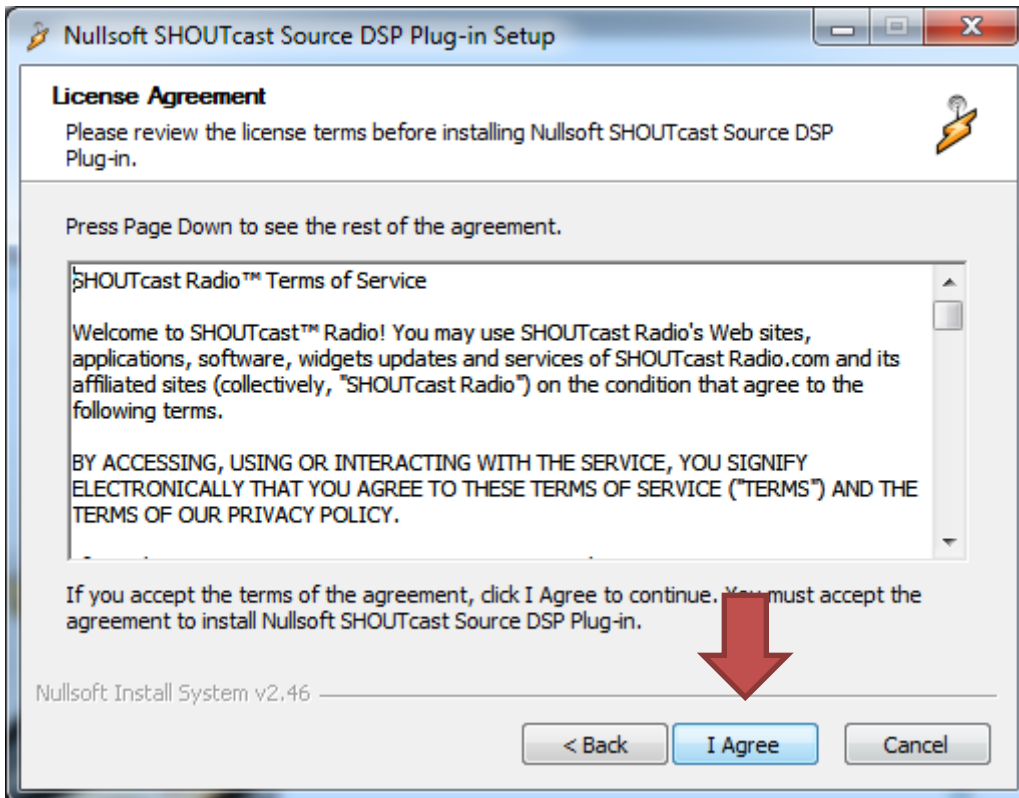 Nullsoft SHOUTcast Source DSP Plug-in Setup
License Agreement
Please review the license terms before installing Nullsoft SHOUTcast Source DSP
Plug-in.
Press Page Down to see the rest of the agreement.
SHOUTcast Radio™ Terms of Service
Welcome to SHOUTcast™ Radio! You may use SHOUTcast Radio's Web sites,
applications, software, widgets updates and services of SHOUTcast Radio.com and its
affiliated sites (collectively, "SHOUTcast Radio") on the condition that agree to the
following terms.
BY ACCESSING, USING OR INTERACTING WITH THE SERVICE, YOU SIGNIFY
ELECTRONICALLY THAT YOU AGREE TO THESE TERMS OF SERVICE ("TERMS") AND THE
TERMS OF OUR PRIVACY POLICY.
If you accept the terms of the agreement, click I Agree to continue. You must accept the
agreement to install Nullsoft SHOUTcast Source DSP Plug-in.
Nullsoft Install System v2.46
< Back
I Agree
Cancel